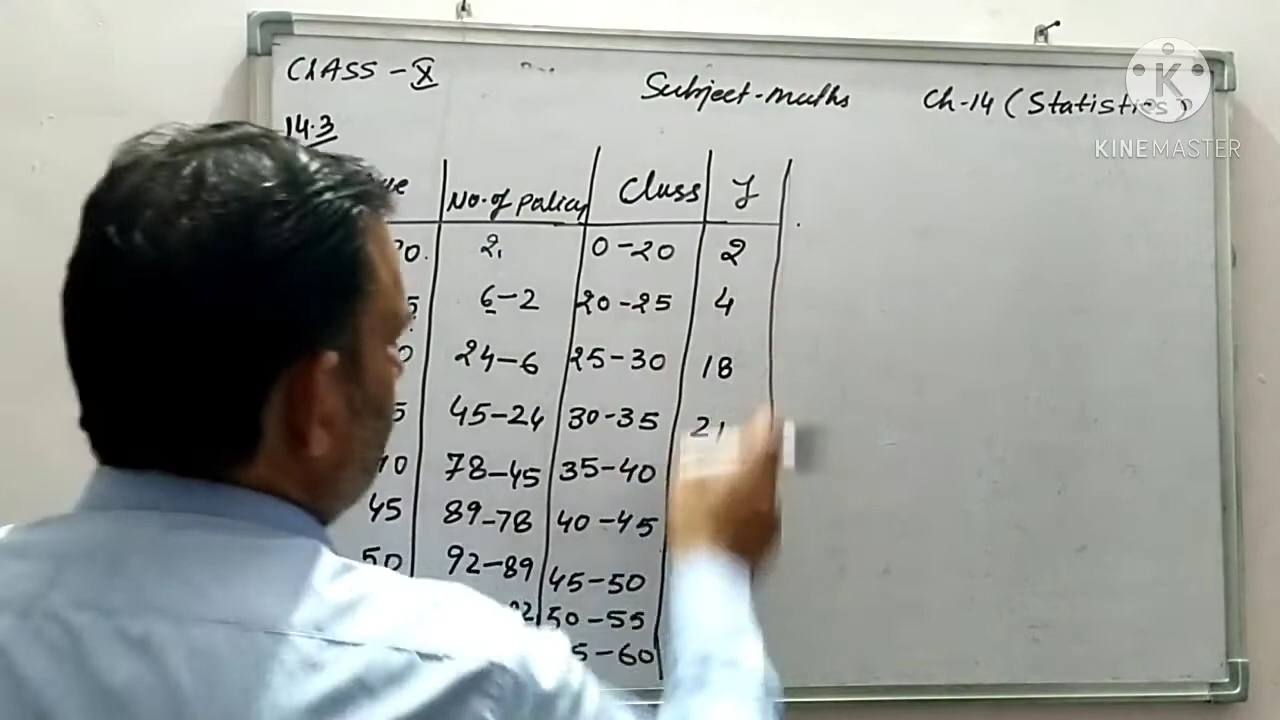 CLASS - X Subject - maths Ch-14 (Statistics)
14.3
No. of policy Class f
2, 0-20 2
6-2 20-25 4
24-6 25-30 18
45-24 30-35 21
78-45 35-40
45 89-78 40-45
50 92-89 45-50
50-55
5-60
K
KINEMASTER